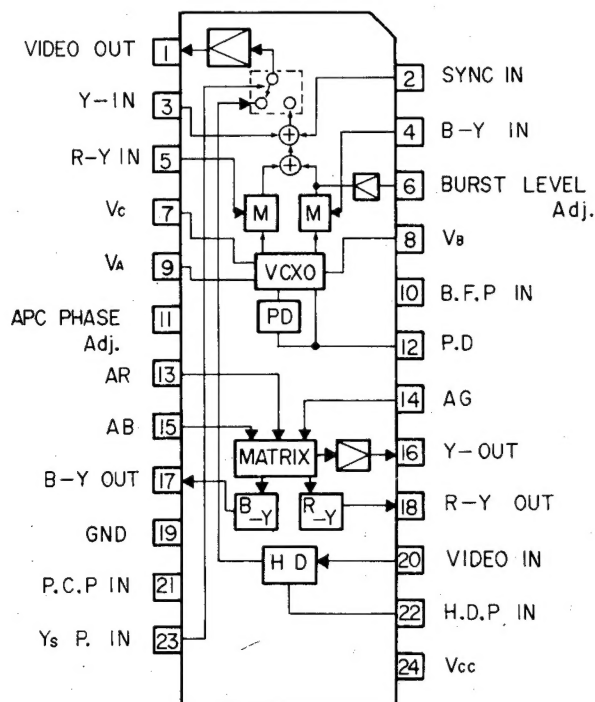 VIDEO OUT 1
2 SYNC IN
Y-IN 3
4 B-Y IN
R-Y IN 5
6 BURST LEVEL
Adj.
M
M
Vc 7
8 VB
VCXO
VA 9
10 B.F.P IN
PD
APC PHASE 11
Adj.
12 P.D
AR 13
14 AG
AB 15
MATRIX
16 Y-OUT
B-Y OUT 17
B
-Y
R
-Y
18 R-Y OUT
GND 19
HD
20 VIDEO IN
P.C.P IN 21
22 H.D.P IN
Ys P. IN 23
24 Vcc